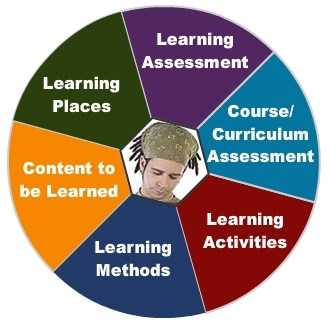 Learning
Assessment
Course/
Curriculum
Assessment
Learning
Activities
Learning
Methods
Content to
be Learned
Learning
Places